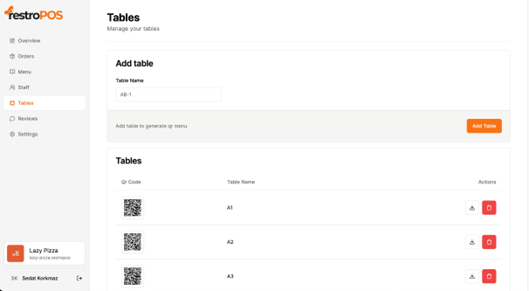 restroPOS
Overview
Orders
Menu
Staff
Tables
Reviews
Settings
Lazy Pizza
lazy-pizza.restropos
SK Sedat Korkmaz
Tables
Manage your tables
Add table
Table Name
AB-1
Add table to generate qr menu
Add Table
Tables
Qr Code Table Name Actions
A1
A2
A3